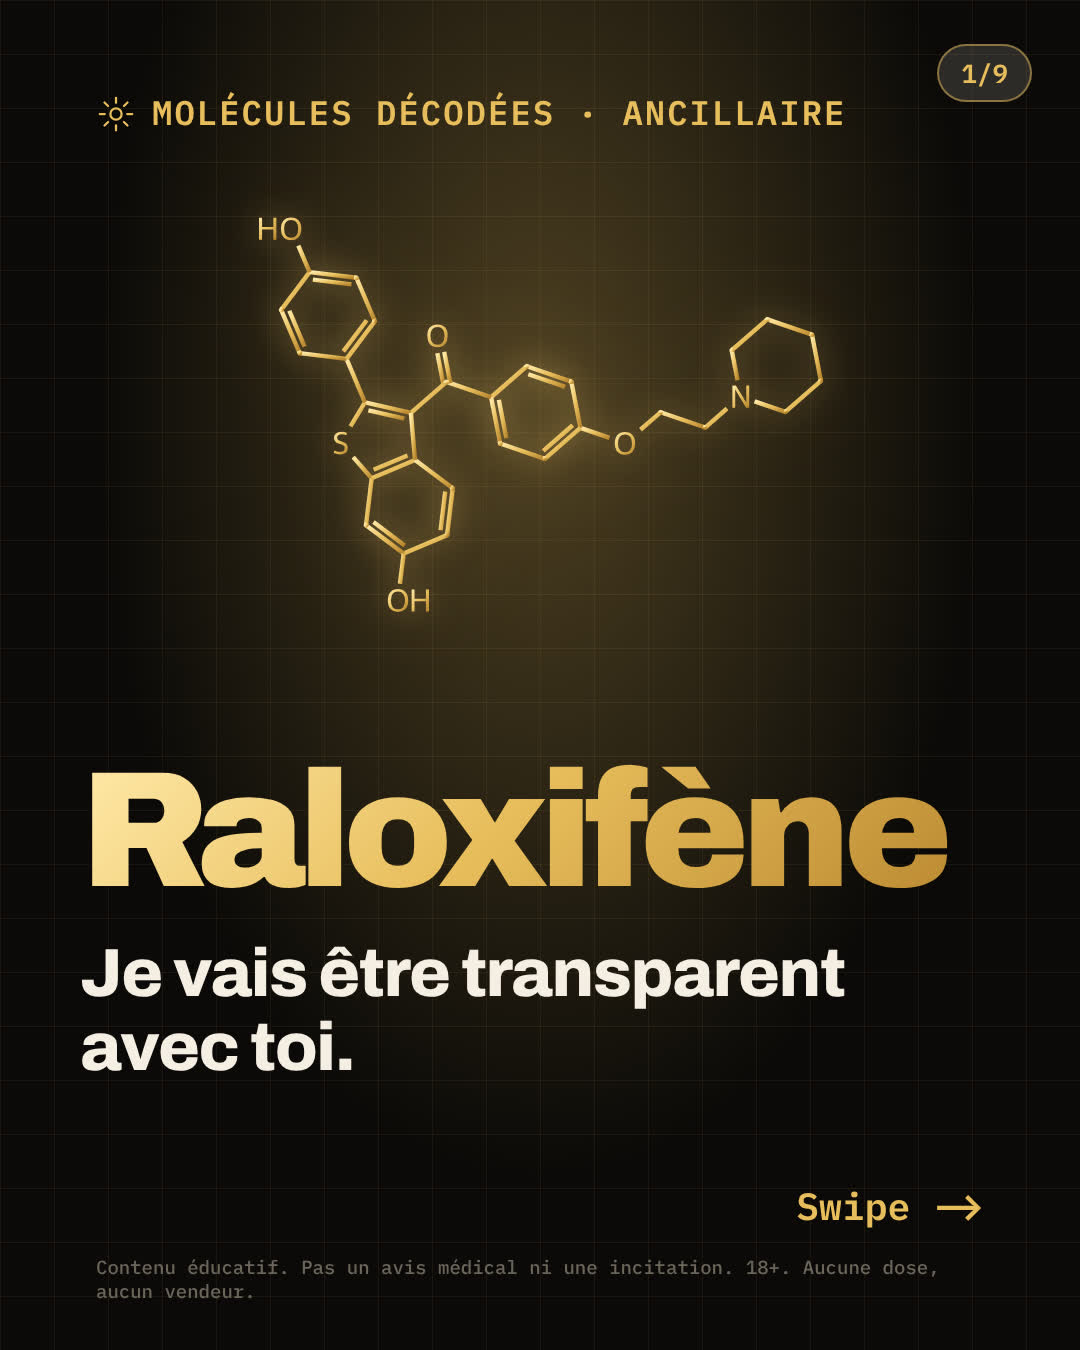 1/9
MOLÉCULES DÉCODÉES · ANCILLAIRE
HO
O
N
S
O
OH
Raloxifène
Je vais être transparent
avec toi.
Swipe →
Contenu éducatif. Pas un avis médical ni une incitation. 18+. Aucune dose,
aucun vendeur.